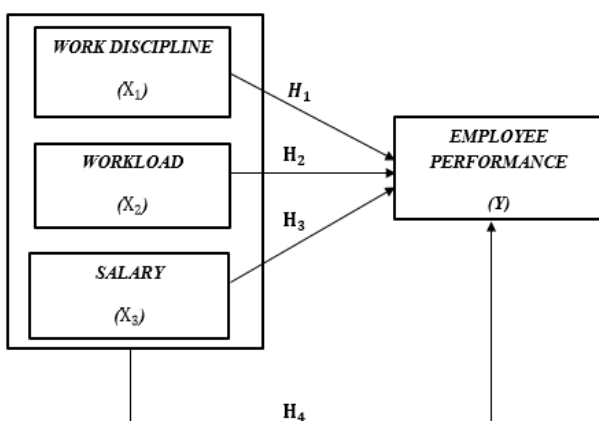 WORK DISCIPLINE
(X₁)
H₁
WORKLOAD
(X₂)
H₂
SALARY
(X₃)
H₃
EMPLOYEE
PERFORMANCE
(Y)
H₄